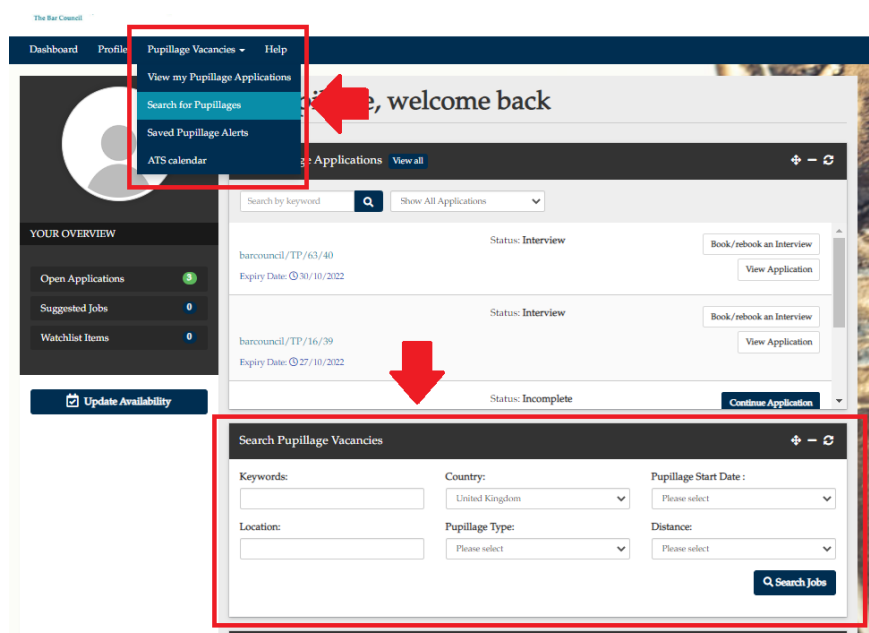 The Bar Council
Dashboard Profile Pupillage Vacancies Help
View my Pupillage Applications
Search for Pupillages
Saved Pupillage Alerts
ATS calendar
, welcome back
Applications View all
Search by keyword Show All Applications
YOUR OVERVIEW
Open Applications 3
Suggested Jobs 0
Watchlist Items 0
Update Availability
Status: Interview
barcouncil/TP/63/40
Expiry Date: 30/10/2022
Book/rebook an Interview
View Application
Status: Interview
barcouncil/TP/16/39
Expiry Date: 27/10/2022
Book/rebook an Interview
View Application
Status: Incomplete
Continue Application
Search Pupillage Vacancies
Keywords: Country: Pupillage Start Date :
United Kingdom Please select
Location: Pupillage Type: Distance:
Please select Please select
Search Jobs